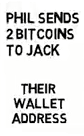 PHIL SENDS
2 BITCOINS
TO JACK
THEIR
WALLET
ADDRESS